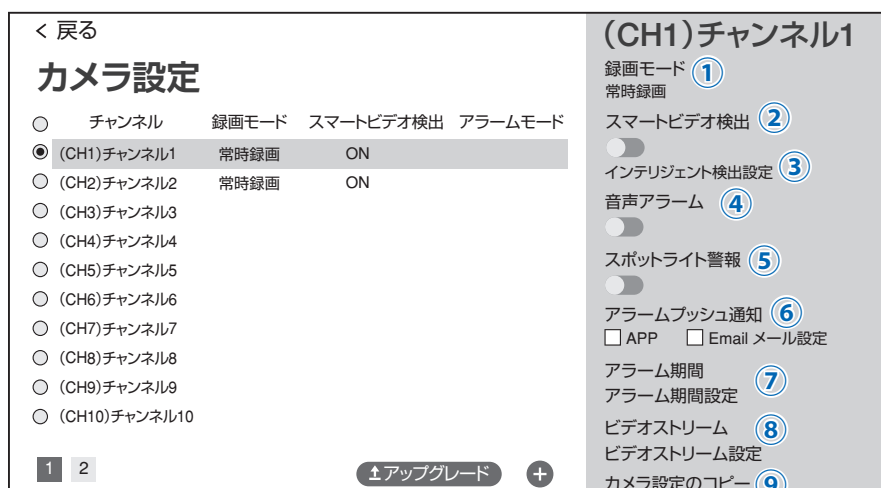 < 戻る
カメラ設定
チャンネル 録画モード スマートビデオ検出 アラームモード
(CH1)チャンネル1 常時録画 ON
(CH2)チャンネル2 常時録画 ON
(CH3)チャンネル3
(CH4)チャンネル4
(CH5)チャンネル5
(CH6)チャンネル6
(CH7)チャンネル7
(CH8)チャンネル8
(CH9)チャンネル9
(CH10)チャンネル10
1 2 アップグレード +
(CH1)チャンネル1
録画モード ①
常時録画
スマートビデオ検出 ②
インテリジェント検出設定 ③
音声アラーム ④
スポットライト警報 ⑤
アラームプッシュ通知 ⑥
APP Email メール設定
アラーム期間 ⑦
アラーム期間設定
ビデオストリーム ⑧
ビデオストリーム設定
カメラ設定のコピー ⑨